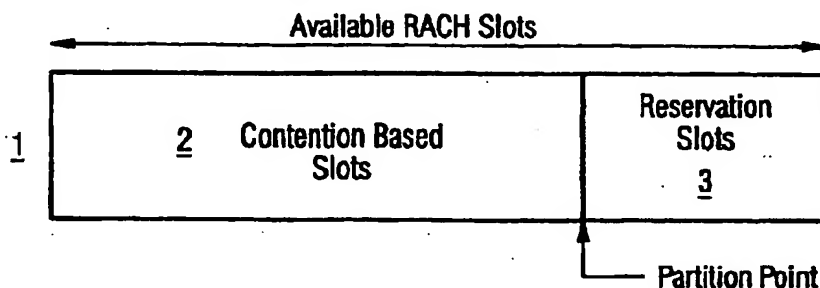 Available RACH Slots
1
2 Contention Based
Slots
Reservation
Slots
3
Partition Point